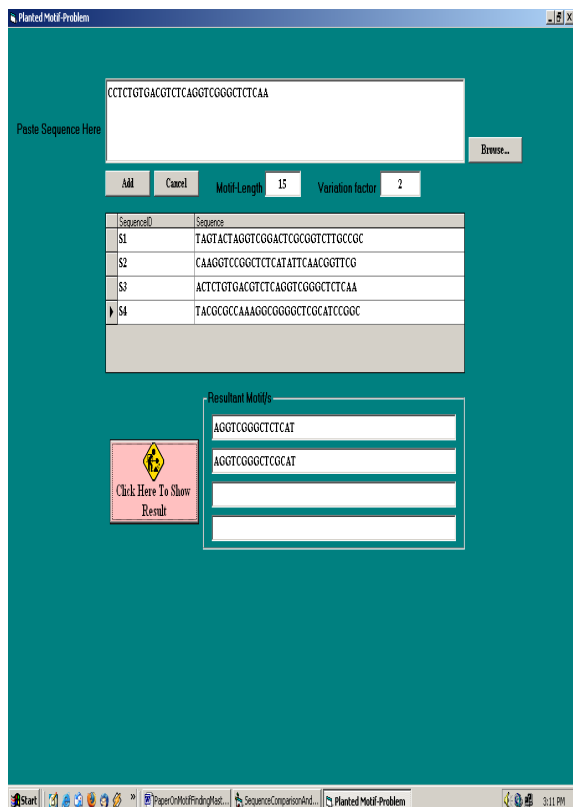 Planted Motif-Problem
CCTCTGTGACGTCTCAGGTCGGGCTCTCAA
Paste Sequence Here
Browse...
Add Cancel Motif-Length 15 Variation factor 2
SequenceID Sequence
S1 TAGTACTAGGTCGGACTCGCGGTCTTGCCGC
S2 CAAGGTCCGGCTCTCATATTCAACGGTTCG
S3 ACTCTGTGACGTCTCAGGTCGGGCTCTCAA
S4 TACGCGCCAAAGGCGGGGCTCGCATCCGGC
Resultant Motif/s
AGGTCGGGCTCTCAT
AGGTCGGGCTCGCAT
Click Here To Show
Result
Start » PaperOnMotifFindingMast... SequenceComparisonAnd... Planted Motif-Problem 3:11 PM